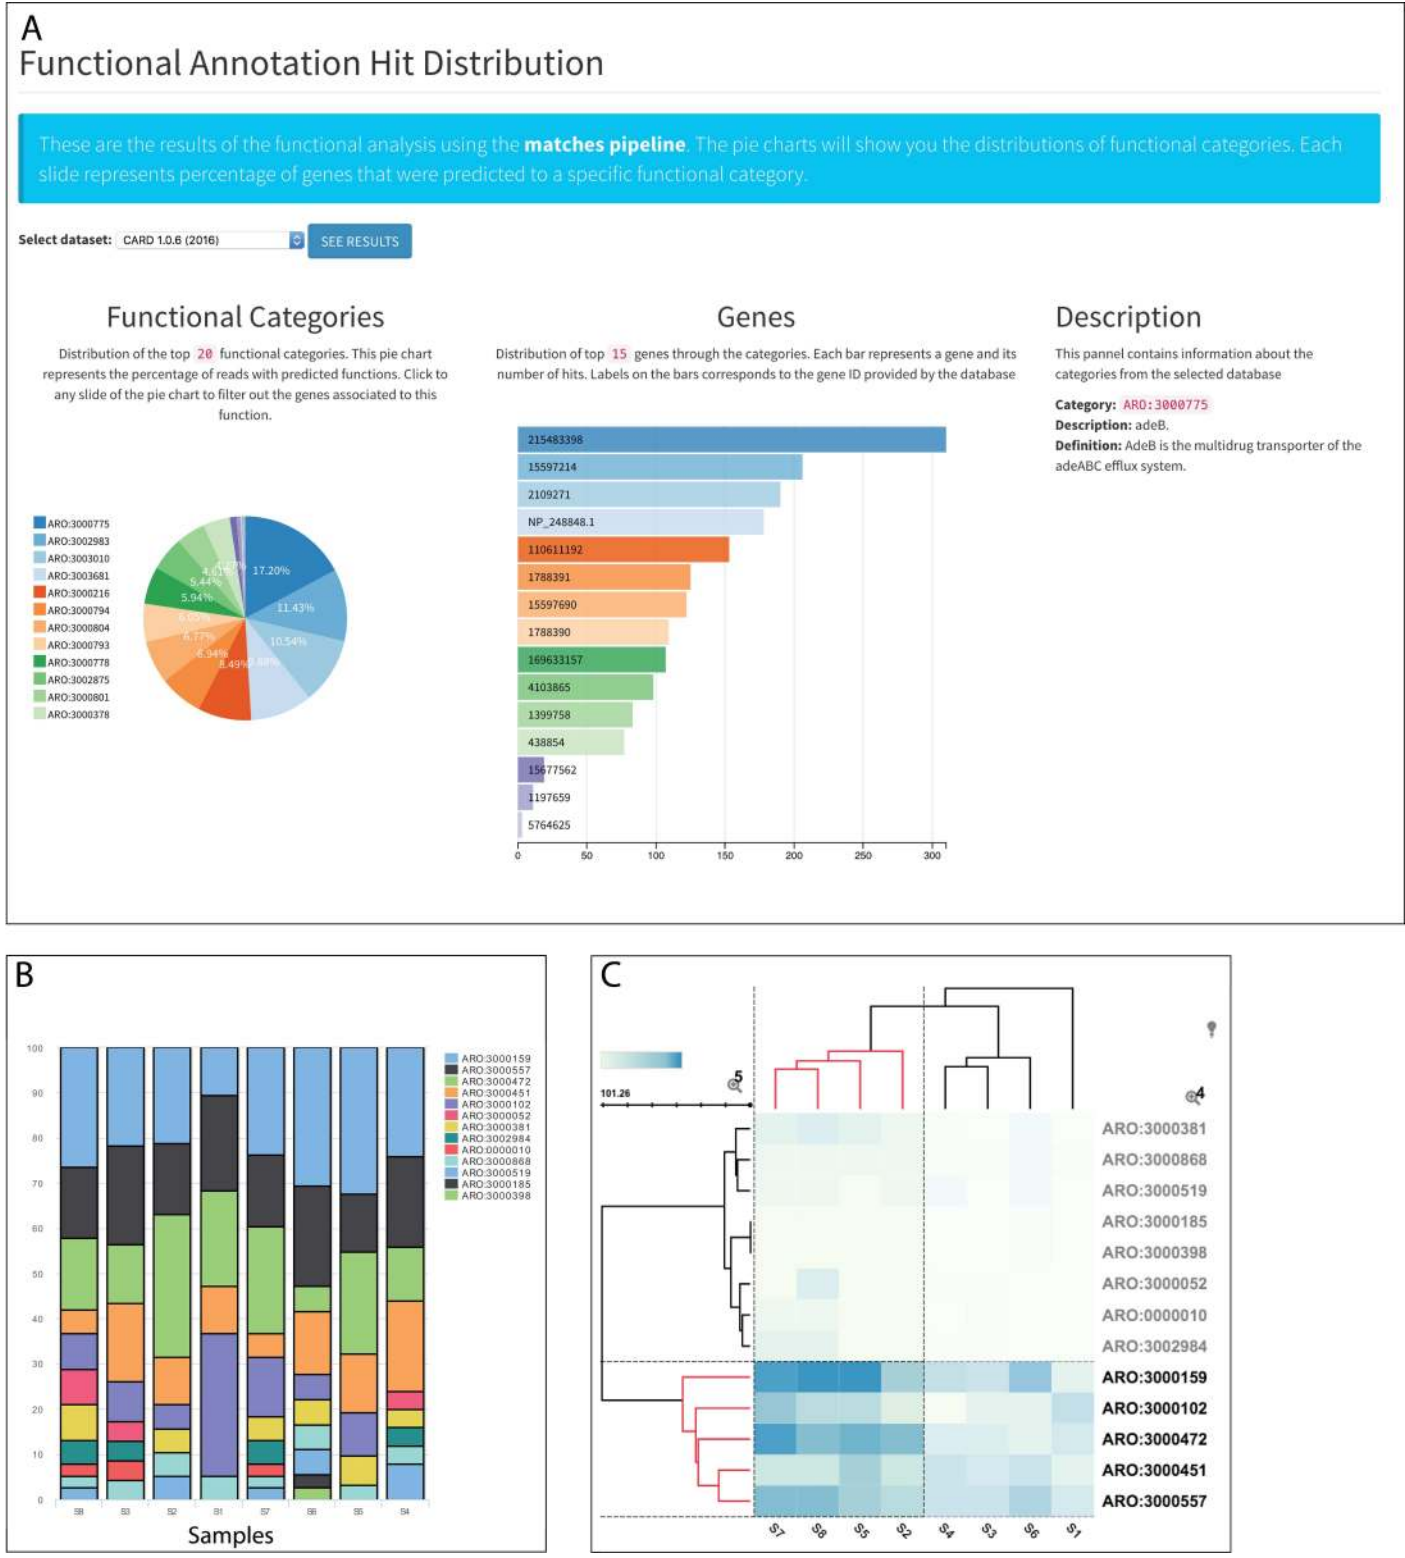 A
Functional Annotation Hit Distribution
These are the results of the functional analysis using the matches pipeline. The pie charts will show you the distributions of functional categories. Each
slide represents percentage of genes that were predicted to a specific functional category.
Select dataset: CARD 1.0.6 (2016) SEE RESULTS
Functional Categories
Distribution of the top 20 functional categories. This pie chart
represents the percentage of reads with predicted functions. Click to
any slide of the pie chart to filter out the genes associated to this
function.
ARO:3000775
ARO:3002983
ARO:3003010
ARO:3003681
ARO:3000216
ARO:3000794
ARO:3000804
ARO:3000793
ARO:3000778
ARO:3002875
ARO:3000801
ARO:3000378
17.20%
11.43%
10.54%
8.49%
6.94%
6.77%
6.05%
5.94%
5.44%
Genes
Distribution of top 15 genes through the categories. Each bar represents a gene and its
number of hits. Labels on the bars corresponds to the gene ID provided by the database
215483398
15597214
2109271
NP_248848.1
110611192
1788391
15597690
1788390
169633157
4103865
1399758
438854
15677562
1197659
5764625
0 50 100 150 200 250 300
Description
This pannel contains information about the
categories from the selected database
Category: ARO:3000775
Description: adeB.
Definition: AdeB is the multidrug transporter of the
adeABC efflux system.
B
100
90
80
70
60
50
40
30
20
10
0
S8 S3 S2 S1 S7 S6 S5 S4
Samples
ARO:3000159
ARO:3000557
ARO:3000472
ARO:3000451
ARO:3000102
ARO:3000052
ARO:3000381
ARO:3002984
ARO:0000010
ARO:3000868
ARO:3000519
ARO:3000185
ARO:3000398
C
101.26
5
4
ARO:3000381
ARO:3000868
ARO:3000519
ARO:3000185
ARO:3000398
ARO:3000052
ARO:0000010
ARO:3002984
ARO:3000159
ARO:3000102
ARO:3000472
ARO:3000451
ARO:3000557
S7 S8 S5 S2 S4 S3 S6 S1